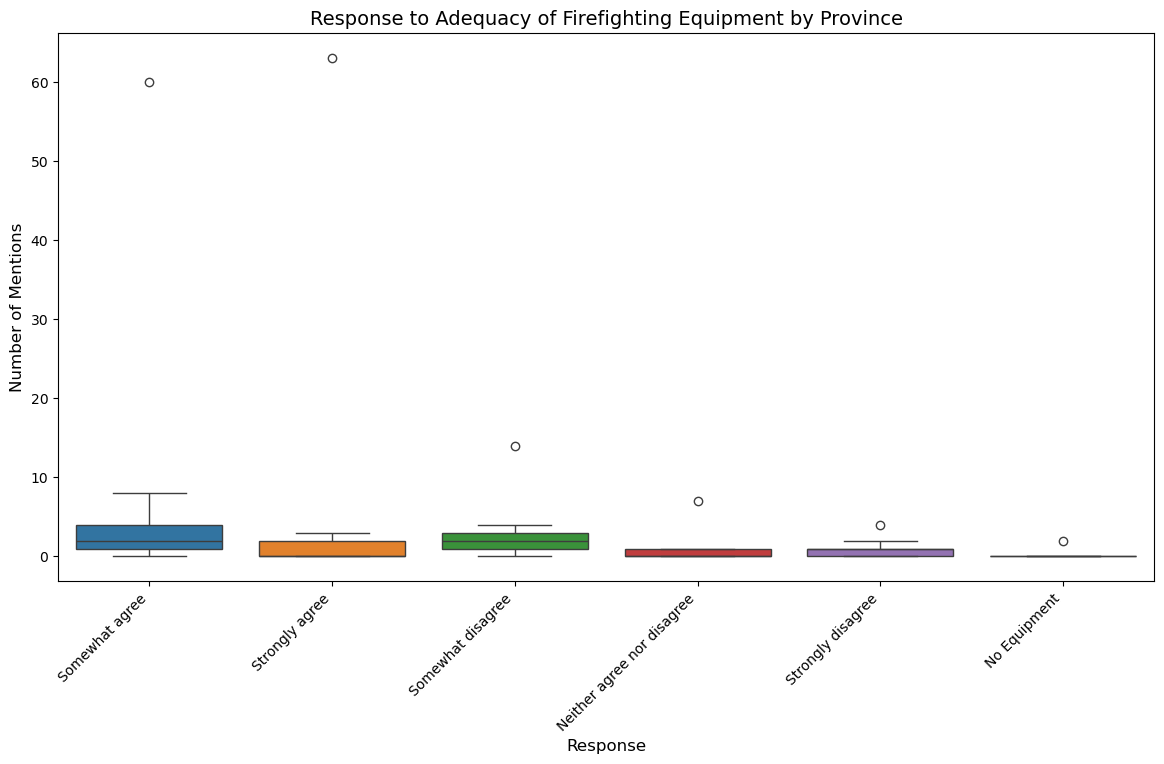 Response to Adequacy of Firefighting Equipment by Province
Number of Mentions
60
50
40
30
20
10
0
Somewhat agree
Strongly agree
Somewhat disagree
Neither agree nor disagree
Strongly disagree
No Equipment
Response